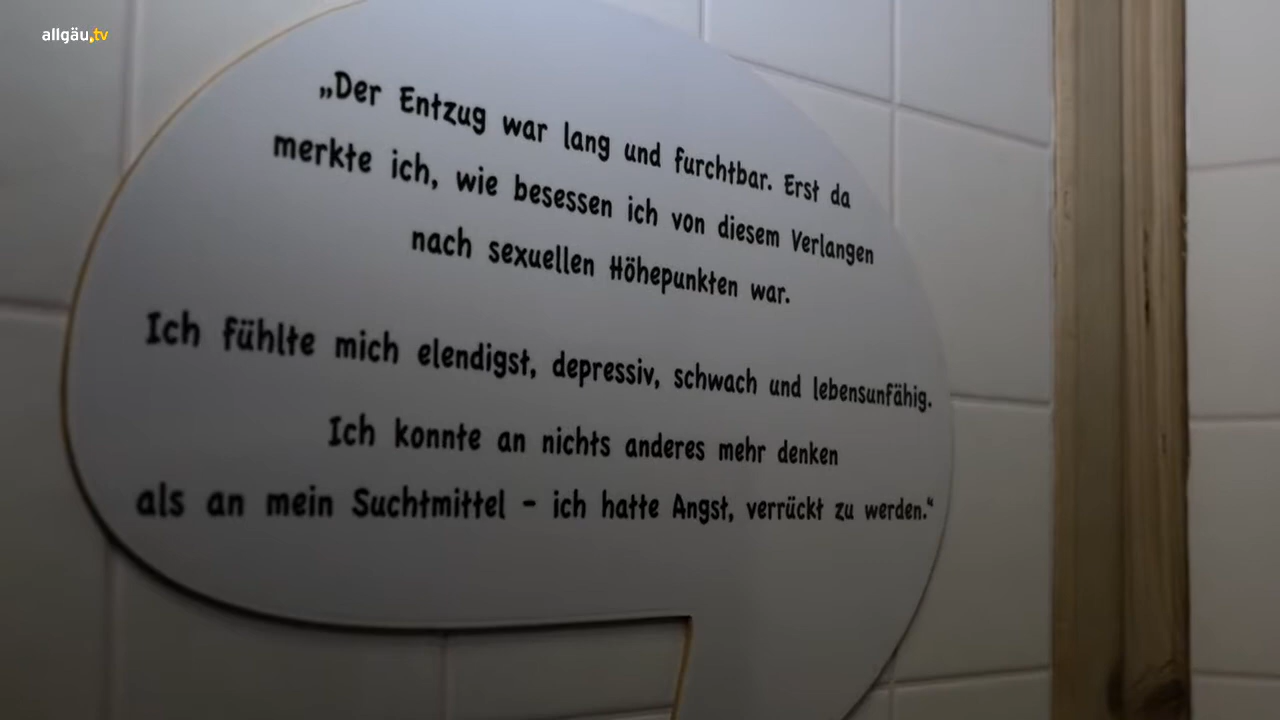 allgäu.tv
„Der Entzug war lang und furchtbar. Erst da
merkte ich, wie besessen ich von diesem Verlangen
nach sexuellen Höhepunkten war.
Ich fühlte mich elendigst, depressiv, schwach und lebensunfähig.
Ich konnte an nichts anderes mehr denken
als an mein Suchtmittel - ich hatte Angst, verrückt zu werden.“